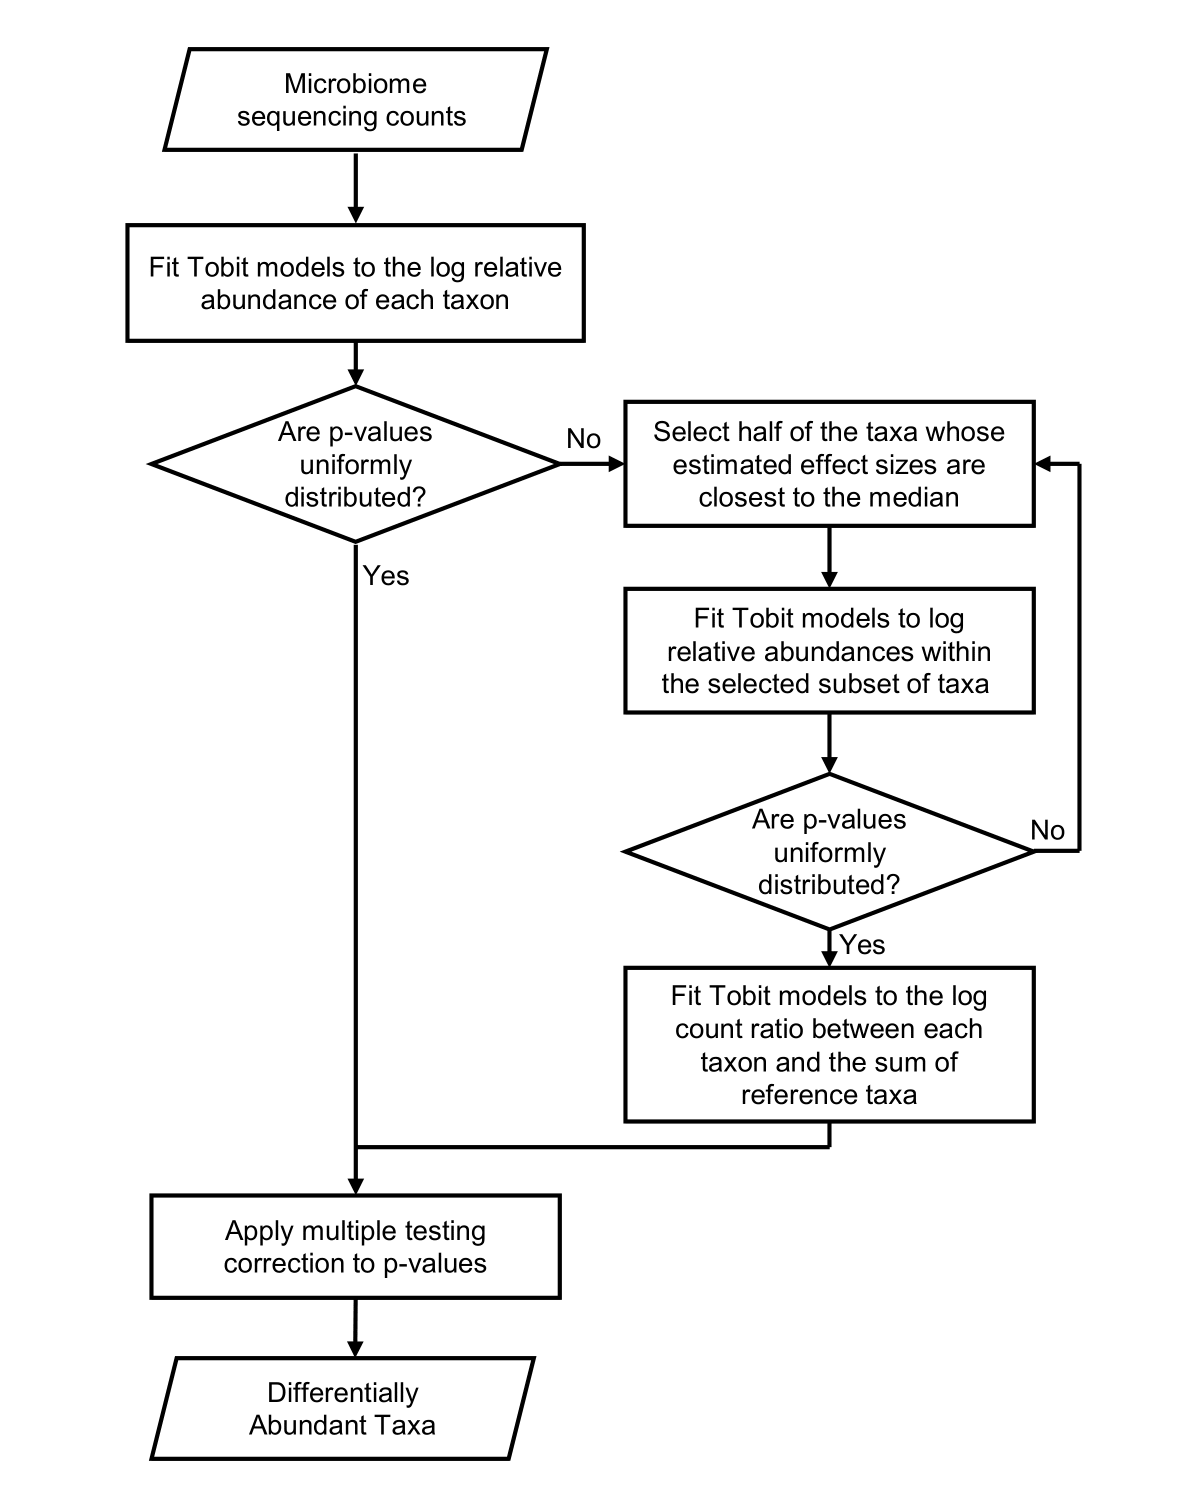 Microbiome
sequencing counts
Fit Tobit models to the log relative
abundance of each taxon
Are p-values
uniformly
distributed?
No
Yes
Select half of the taxa whose
estimated effect sizes are
closest to the median
Fit Tobit models to log
relative abundances within
the selected subset of taxa
Are p-values
uniformly
distributed?
No
Yes
Fit Tobit models to the log
count ratio between each
taxon and the sum of
reference taxa
Apply multiple testing
correction to p-values
Differentially
Abundant Taxa